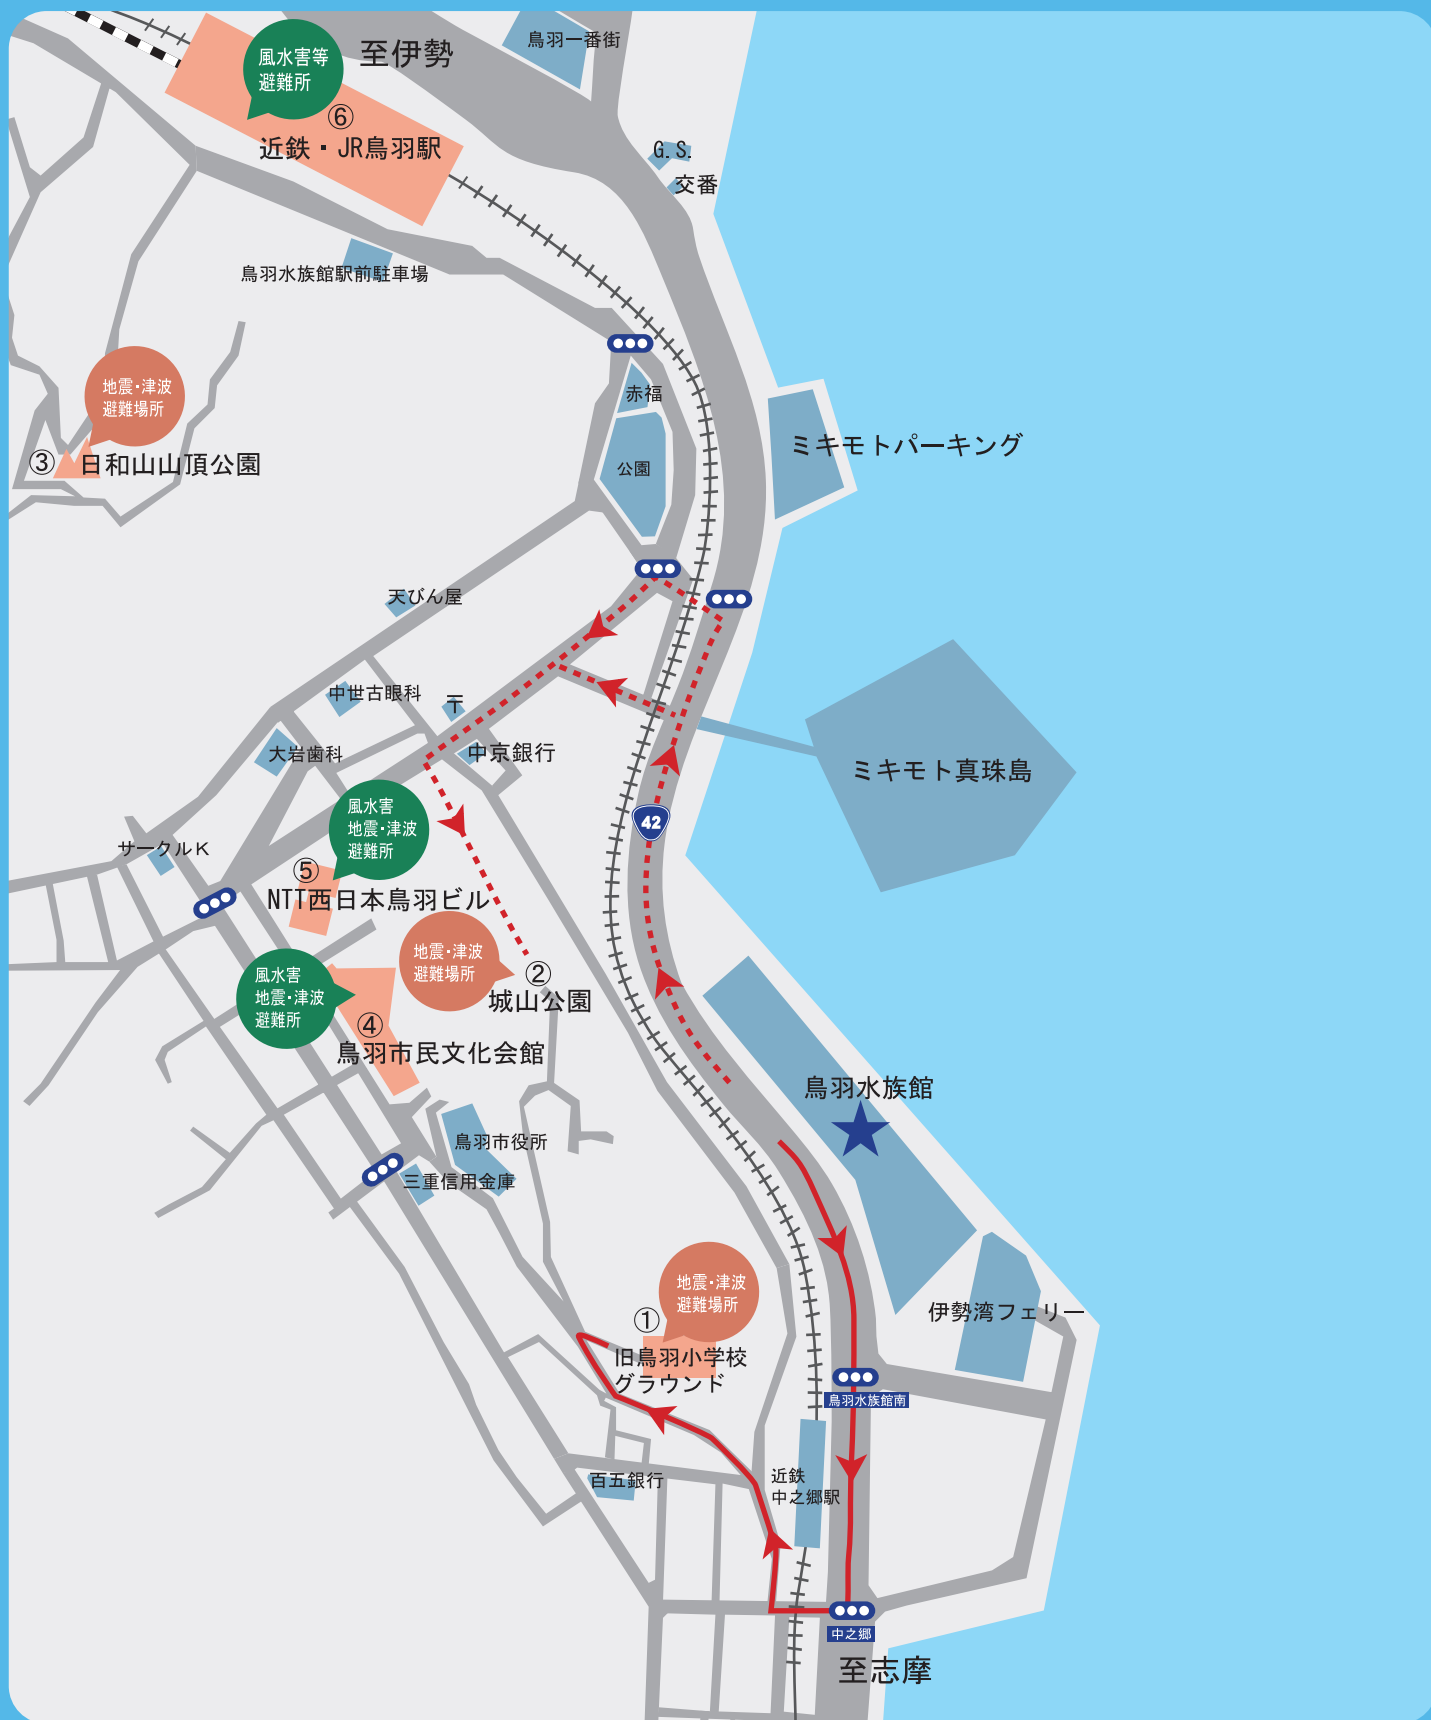 鳥羽一番街
至伊勢
風水害等
避難所
⑥
近鉄・JR鳥羽駅
G.S.
交番
鳥羽水族館駅前駐車場
赤福
地震・津波
避難場所
③
日和山山頂公園
ミキモトパーキング
公園
天びん屋
中世古眼科
〒
大岩歯科
中京銀行
ミキモト真珠島
風水害
地震・津波
避難所
42
サークルK
⑤
NTT西日本鳥羽ビル
地震・津波
避難場所
②
城山公園
風水害
地震・津波
避難所
④
鳥羽市民文化会館
鳥羽水族館
鳥羽市役所
三重信用金庫
地震・津波
避難場所
①
旧鳥羽小学校
グラウンド
伊勢湾フェリー
鳥羽水族館南
百五銀行
近鉄
中之郷駅
中之郷
至志摩